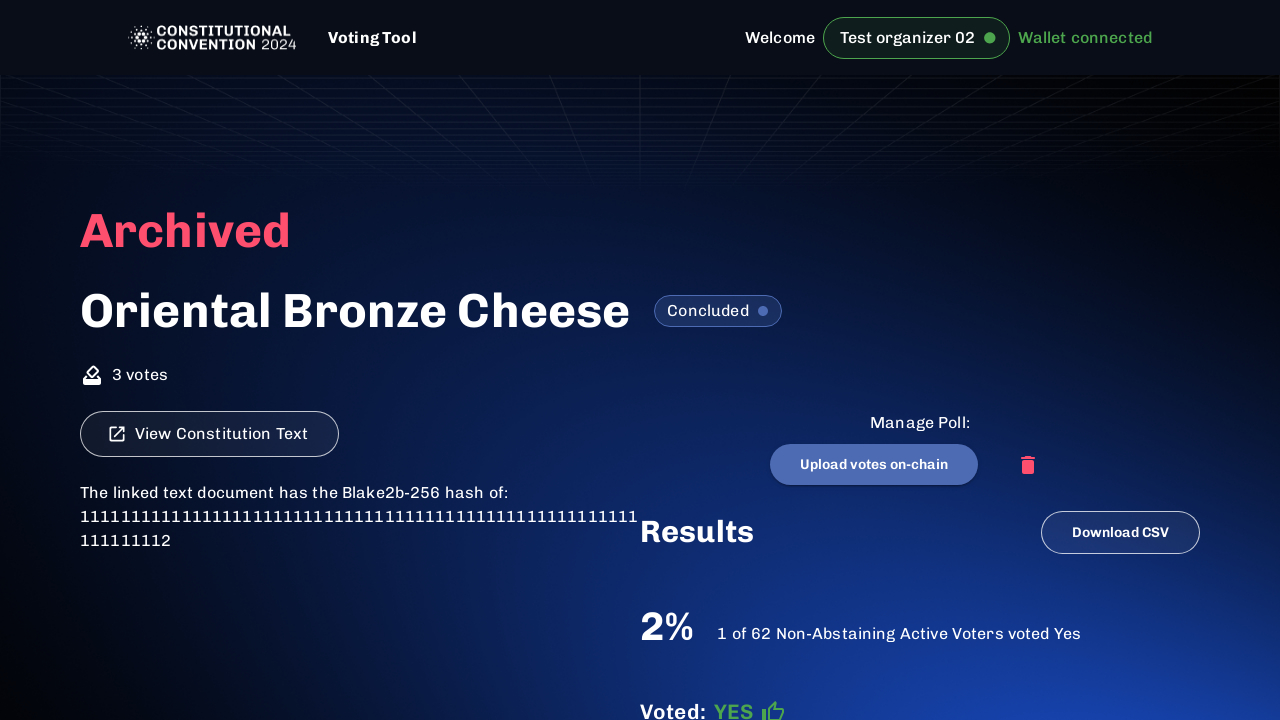 CONSTITUTIONAL
CONVENTION 2024
Voting Tool
Welcome
Test organizer 02
Wallet connected
Archived
Oriental Bronze Cheese
Concluded
3 votes
View Constitution Text
Manage Poll:
Upload votes on-chain
The linked text document has the Blake2b-256 hash of:
1111111111111111111111111111111111111111111111111111111
111111112
Results
Download CSV
2%
1 of 62 Non-Abstaining Active Voters voted Yes
Voted: YES